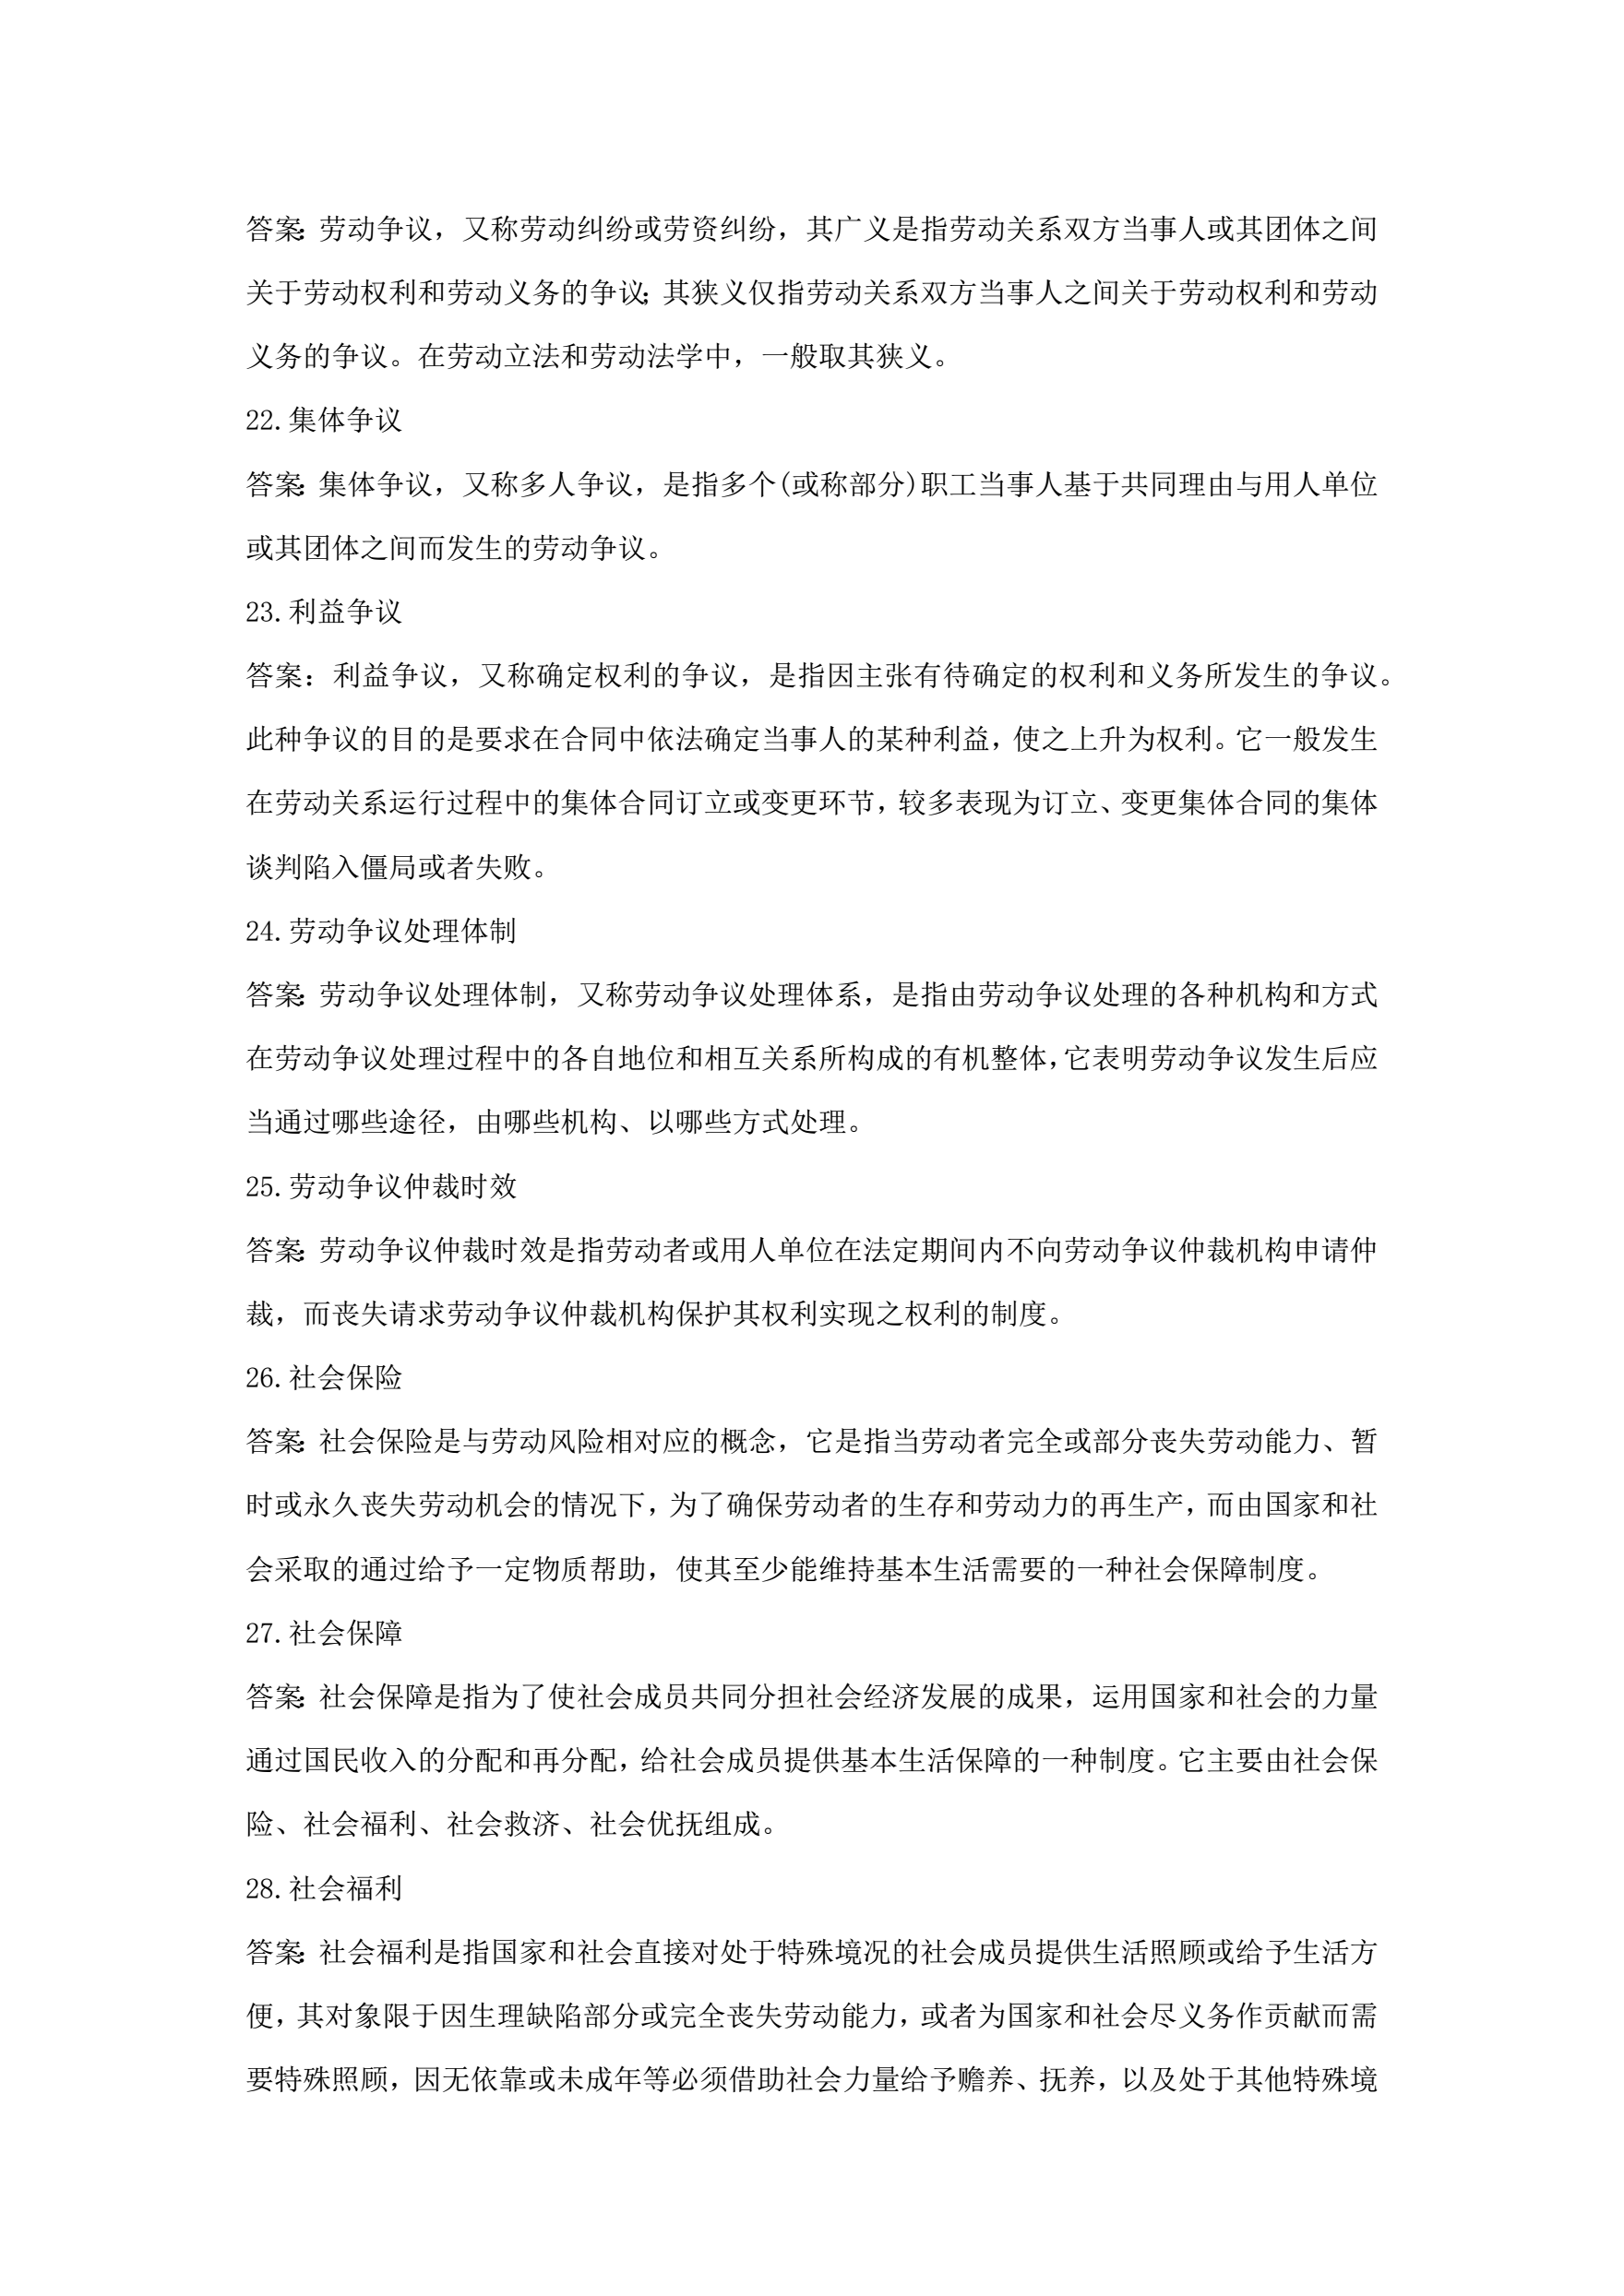 答案：劳动争议，又称劳动纠纷或劳资纠纷，其广义是指劳动关系双方当事人或其团体之间
关于劳动权利和劳动义务的争议；其狭义仅指劳动关系双方当事人之间关于劳动权利和劳动
义务的争议。在劳动立法和劳动法学中，一般取其狭义。
22.集体争议
答案：集体争议，又称多人争议，是指多个(或称部分)职工当事人基于共同理由与用人单位
或其团体之间而发生的劳动争议。
23.利益争议
答案：利益争议，又称确定权利的争议，是指因主张有待确定的权利和义务所发生的争议。
此种争议的目的是要求在合同中依法确定当事人的某种利益，使之上升为权利。它一般发生
在劳动关系运行过程中的集体合同订立或变更环节，较多表现为订立、变更集体合同的集体
谈判陷入僵局或者失败。
24.劳动争议处理体制
答案：劳动争议处理体制，又称劳动争议处理体系，是指由劳动争议处理的各种机构和方式
在劳动争议处理过程中的各自地位和相互关系所构成的有机整体，它表明劳动争议发生后应
当通过哪些途径，由哪些机构、以哪些方式处理。
25.劳动争议仲裁时效
答案：劳动争议仲裁时效是指劳动者或用人单位在法定期间内不向劳动争议仲裁机构申请仲
裁，而丧失请求劳动争议仲裁机构保护其权利实现之权利的制度。
26.社会保险
答案：社会保险是与劳动风险相对应的概念，它是指当劳动者完全或部分丧失劳动能力、暂
时或永久丧失劳动机会的情况下，为了确保劳动者的生存和劳动力的再生产，而由国家和社
会采取的通过给予一定物质帮助，使其至少能维持基本生活需要的一种社会保障制度。
27.社会保障
答案：社会保障是指为了使社会成员共同分担社会经济发展的成果，运用国家和社会的力量
通过国民收入的分配和再分配，给社会成员提供基本生活保障的一种制度。它主要由社会保
险、社会福利、社会救济、社会优抚组成。
28.社会福利
答案：社会福利是指国家和社会直接对处于特殊境况的社会成员提供生活照顾或给予生活方
便，其对象限于因生理缺陷部分或完全丧失劳动能力，或者为国家和社会尽义务作贡献而需
要特殊照顾，因无依靠或未成年等必须借助社会力量给予赡养、抚养，以及处于其他特殊境